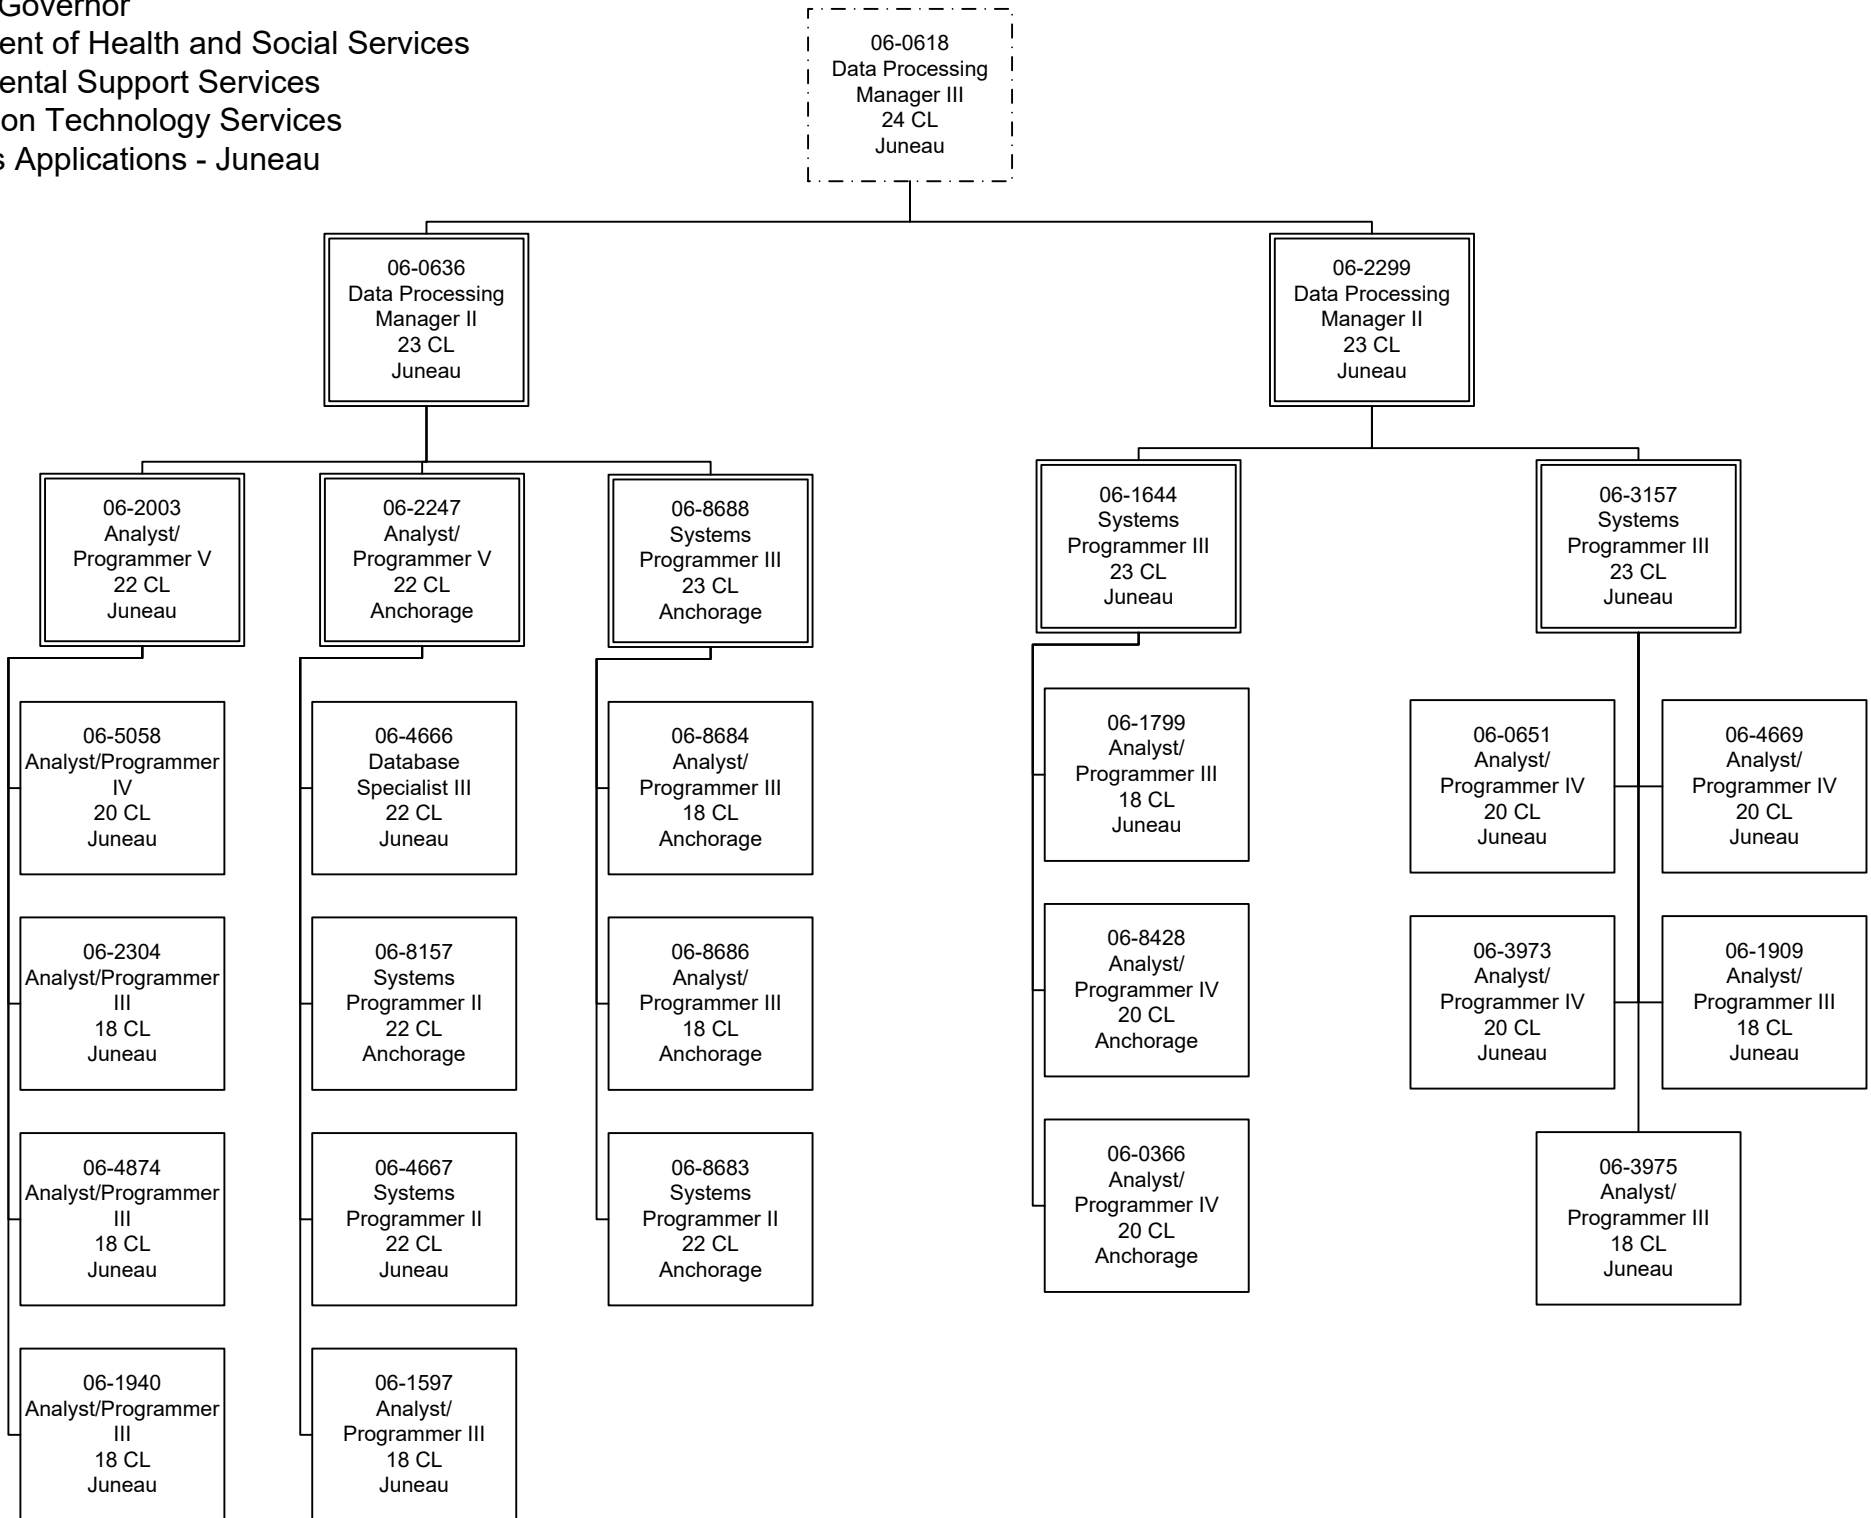 Governor
ent of Health and Social Services
ental Support Services
on Technology Services
s Applications - Juneau
06-0618
Data Processing
Manager III
24 CL
Juneau
06-0636
Data Processing
Manager II
23 CL
Juneau
06-2299
Data Processing
Manager II
23 CL
Juneau
06-2003
Analyst/
Programmer V
22 CL
Juneau
06-2247
Analyst/
Programmer V
22 CL
Anchorage
06-8688
Systems
Programmer III
23 CL
Anchorage
06-1644
Systems
Programmer III
23 CL
Juneau
06-3157
Systems
Programmer III
23 CL
Juneau
06-5058
Analyst/Programmer
IV
20 CL
Juneau
06-4666
Database
Specialist III
22 CL
Juneau
06-8684
Analyst/
Programmer III
18 CL
Anchorage
06-1799
Analyst/
Programmer III
18 CL
Juneau
06-0651
Analyst/
Programmer IV
20 CL
Juneau
06-4669
Analyst/
Programmer IV
20 CL
Juneau
06-2304
Analyst/Programmer
III
18 CL
Juneau
06-8157
Systems
Programmer II
22 CL
Anchorage
06-8686
Analyst/
Programmer III
18 CL
Anchorage
06-8428
Analyst/
Programmer IV
20 CL
Anchorage
06-3973
Analyst/
Programmer IV
20 CL
Juneau
06-1909
Analyst/
Programmer III
18 CL
Juneau
06-4874
Analyst/Programmer
III
18 CL
Juneau
06-4667
Systems
Programmer II
22 CL
Juneau
06-8683
Systems
Programmer II
22 CL
Anchorage
06-0366
Analyst/
Programmer IV
20 CL
Anchorage
06-3975
Analyst/
Programmer III
18 CL
Juneau
06-1940
Analyst/Programmer
III
18 CL
Juneau
06-1597
Analyst/
Programmer III
18 CL
Juneau